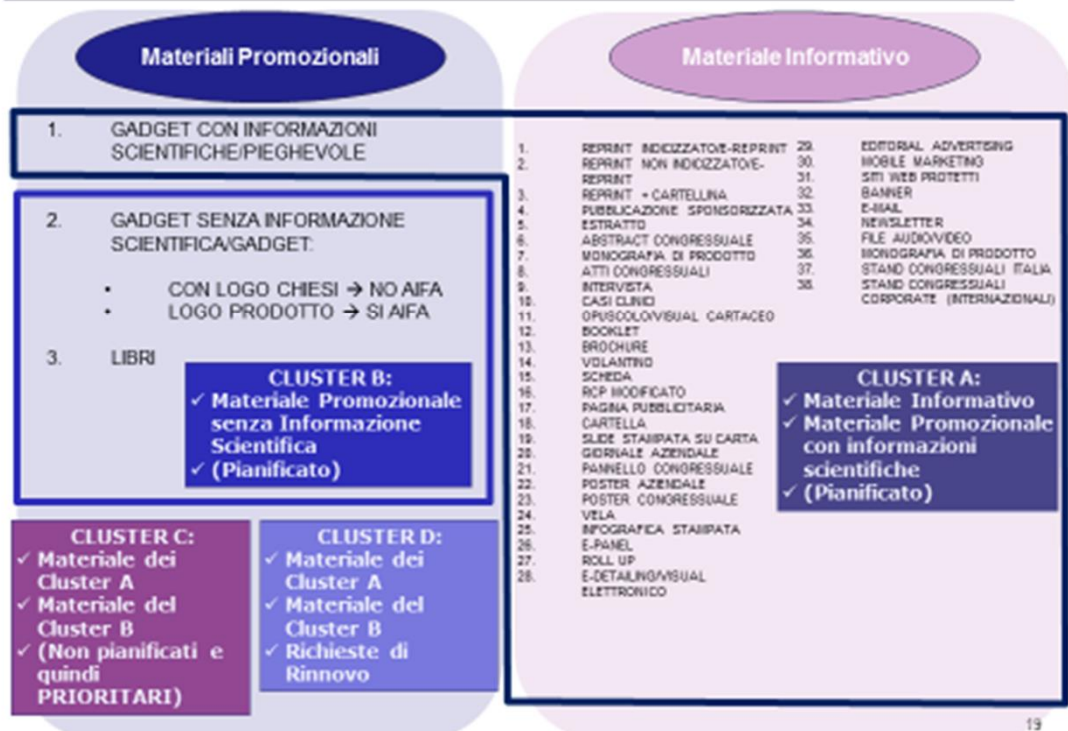 Materiali Promozionali
1. GADGET CON INFORMAZIONI
SCIENTIFICHE/PIEGHEVOLE
2. GADGET SENZA INFORMAZIONE
SCIENTIFICA/GADGET:
• CON LOGO CHIESI → NO AIFA
• LOGO PRODOTTO → SI AIFA
3. LIBRI
CLUSTER B:
✓ Materiale Promozionale
senza Informazione
Scientifica
✓ (Pianificato)
CLUSTER C:
✓ Materiale dei
Cluster A
✓ Materiale del
Cluster B
✓ (Non pianificati e
quindi
PRIORITARI)
CLUSTER D:
✓ Materiale dei
Cluster A
✓ Materiale del
Cluster B
✓ Richieste di
Rinnovo
Materiale Informativo
1. REPRINT INDICIZZATO/E-REPRINT
2. REPRINT NON INDICIZZATO/E-
REPRINT
3. REPRINT + CARTELLINA
4. PUBBLICAZIONE SPONSORIZZATA
5. ESTRATTO
6. ABSTRACT CONGRESSUALE
7. MONOGRAFIA DI PRODOTTO
8. ATTI CONGRESSUALI
9. INTERVISTA
10. CASI CLINICI
11. OPUSCOLO/VISUAL CARTACEO
12. BOOKLET
13. BROCHURE
14. VOLANTINO
15. SCHEDA
16. RCP MODIFICATO
17. PAGINA PUBBLICITARIA
18. CARTELLA
19. SLIDE STAMPATA SU CARTA
20. GIORNALE AZIENDALE
21. PANNELLO CONGRESSUALE
22. POSTER AZIENDALE
23. POSTER CONGRESSUALE
24. VELA
25. INFOGRAFICA STAMPATA
26. E-PANEL
27. ROLL UP
28. E-DETAILING/VISUAL
ELETTRONICO
29. EDITORIAL ADVERTISING
30. MOBILE MARKETING
31. SITI WEB PROTETTI
32. BANNER
33. E-MAIL
34. NEWSLETTER
35. FILE AUDIO/VIDEO
36. MONOGRAFIA DI PRODOTTO
37. STAND CONGRESSUALI ITALIA
38. STAND CONGRESSUALI
CORPORATE (INTERNAZIONALI)
CLUSTER A:
✓ Materiale Informativo
✓ Materiale Promozionale
con informazioni
scientifiche
✓ (Pianificato)
19